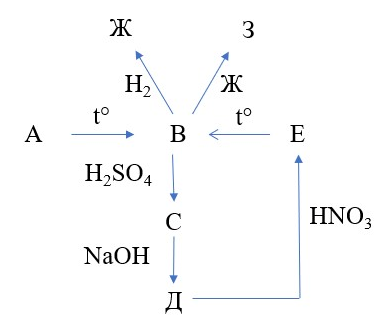 Ж З
H₂ Ж
А t° В t° Е
H₂SO₄
С HNO₃
NaOH
Д